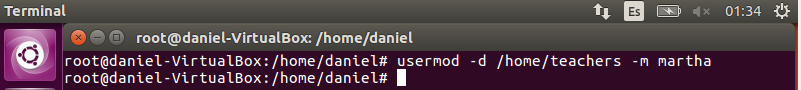 Terminal Es 01:34
root@daniel-VirtualBox: /home/daniel
root@daniel-VirtualBox:/home/daniel# usermod -d /home/teachers -m martha
root@daniel-VirtualBox:/home/daniel#